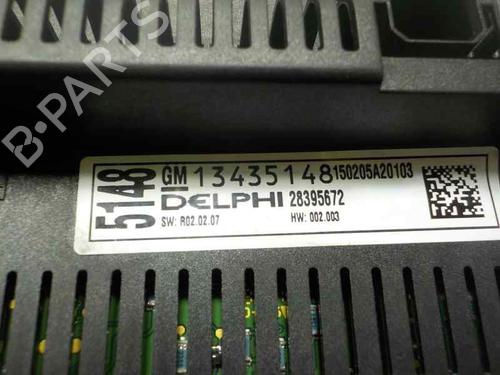 B-PARTS
5148
GM 13435148 150205A20103
DELPHI 28395672
SW: R02.02.07 HW: 002.003